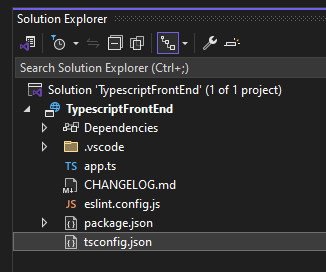 Solution Explorer
Search Solution Explorer (Ctrl+;)
Solution 'TypescriptFrontEnd' (1 of 1 project)
TypescriptFrontEnd
Dependencies
.vscode
TS app.ts
M CHANGELOG.md
JS eslint.config.js
package.json
tsconfig.json